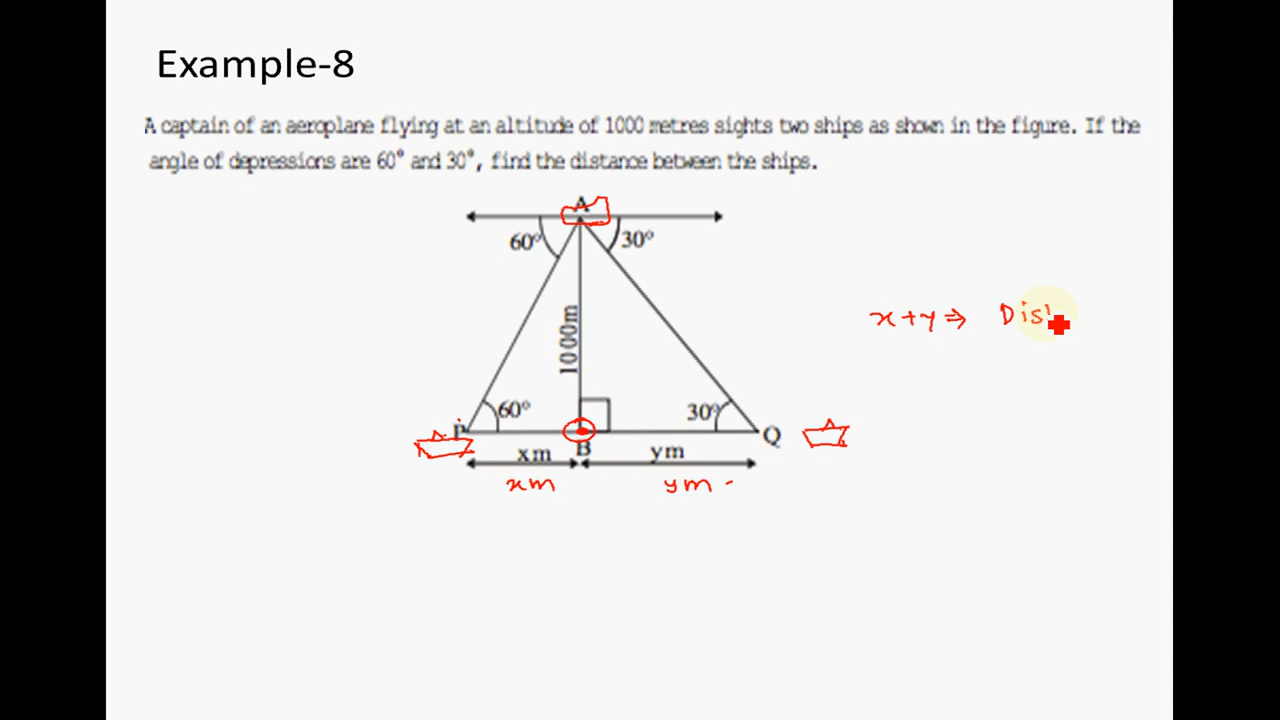 Example-8
A captain of an aeroplane flying at an altitude of 1000 metres sights two ships as shown in the figure. If the
angle of depressions are 60° and 30°, find the distance between the ships.
A
60° 30°
1000m
x+y⇒ Dis
60° 30°
P B Q
xm ym
xm ym